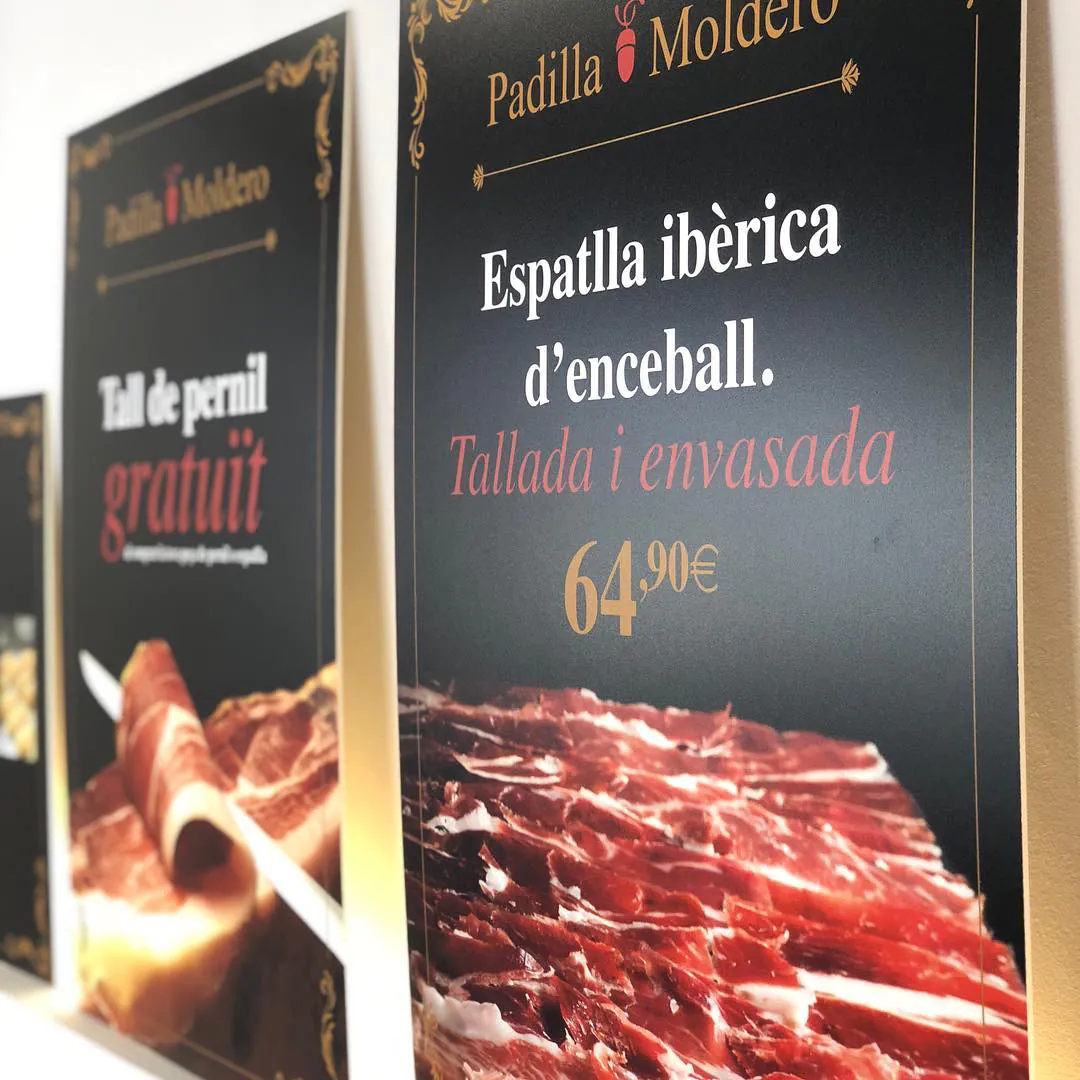 Padilla Moldero
Tall de pernil
gratuït
Padilla Moldero
Espatlla ibèrica
d’enceball.
Tallada i envasada
64,90€